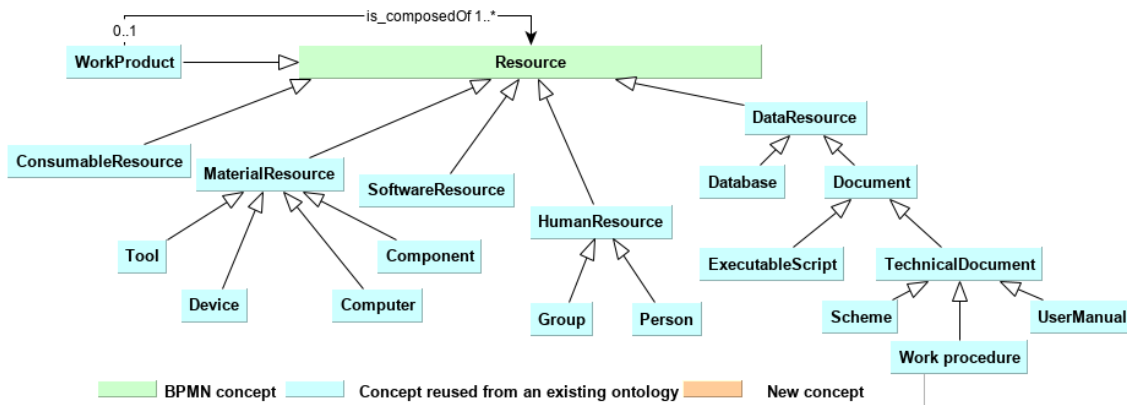 is_composedOf 1..*
0..1
WorkProduct
Resource
DataResource
ConsumableResource
MaterialResource
SoftwareResource
Database
Document
HumanResource
Tool
Component
ExecutableScript
TechnicalDocument
Device
Computer
Group
Person
Scheme
UserManual
Work procedure
BPMN concept
Concept reused from an existing ontology
New concept